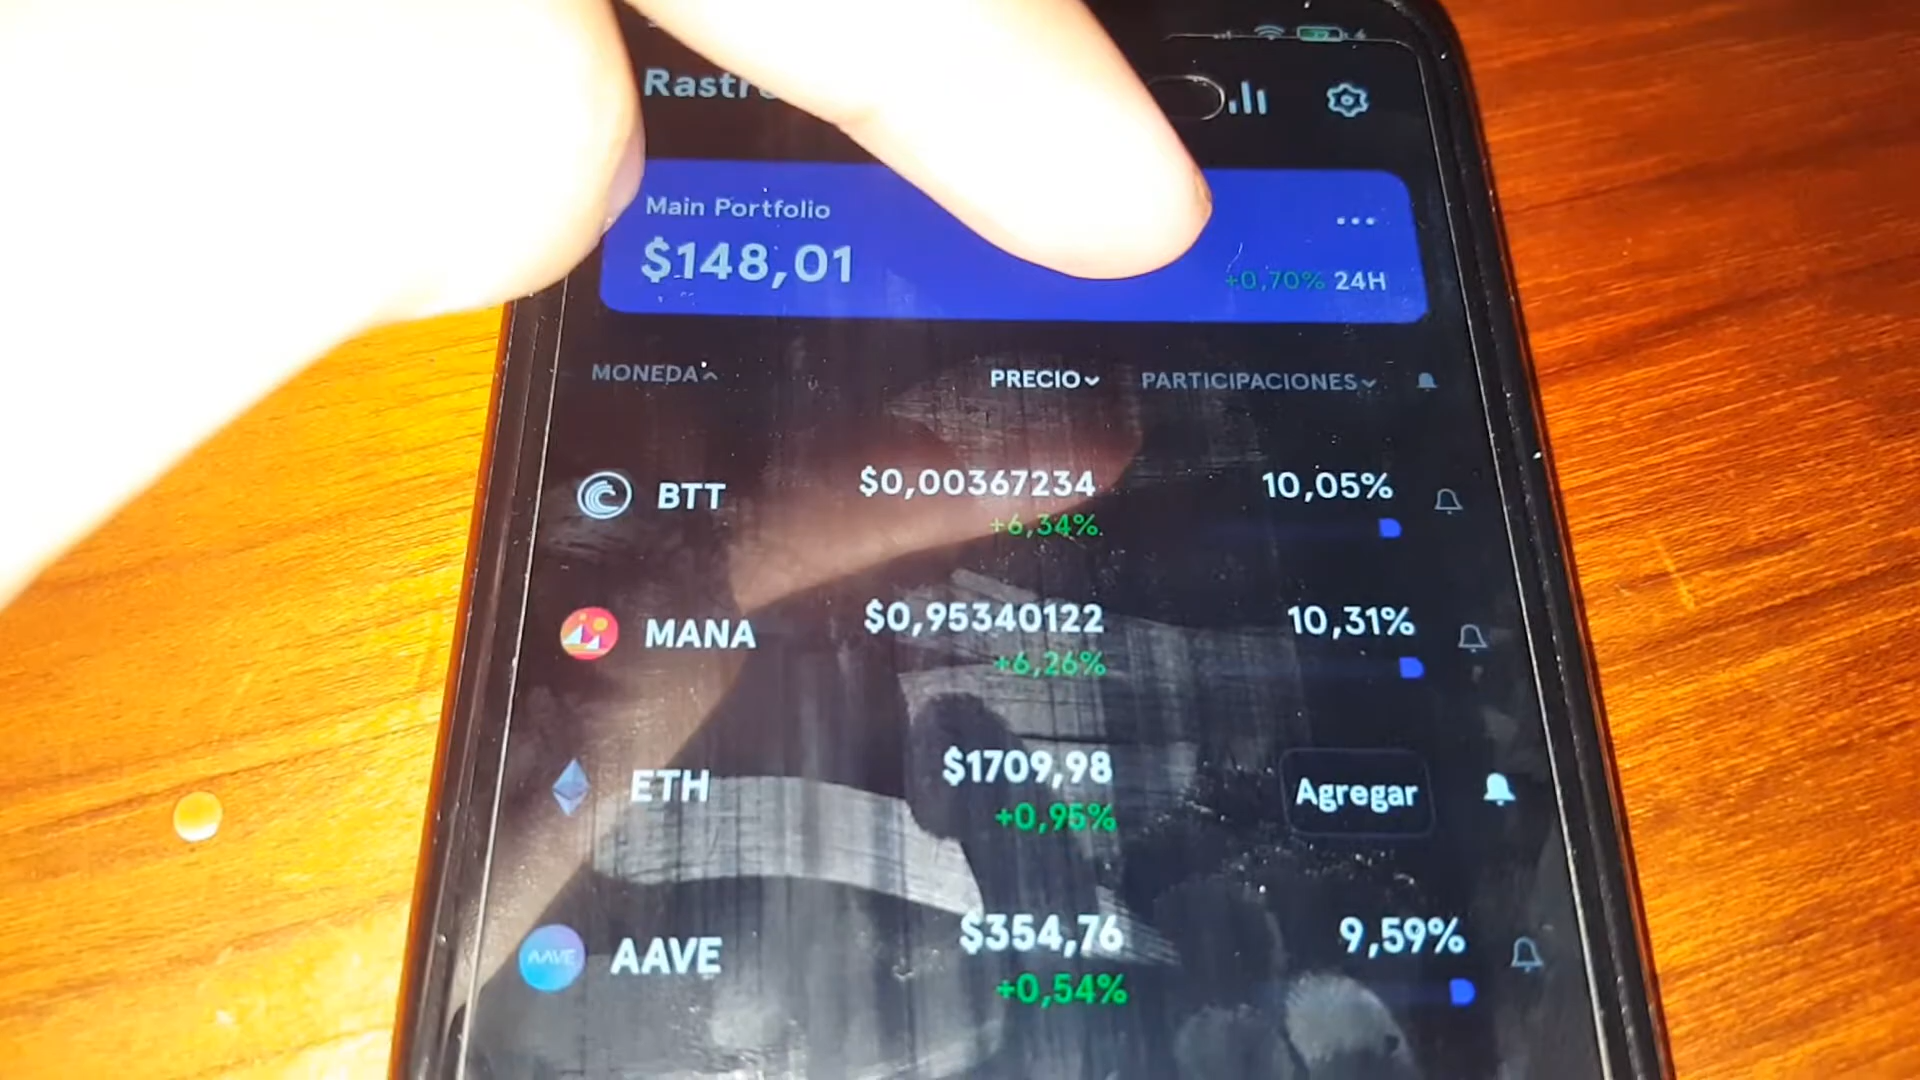 Main Portfolio
$148,01
+0,70% 24H
MONEDA PRECIO PARTICIPACIONES
BTT $0,00367234 10,05%
+6,34%
MANA $0,95340122 10,31%
+6,26%
ETH $1709,98 Agregar
+0,95%
AAVE AAVE $354,76 9,59%
+0,54%